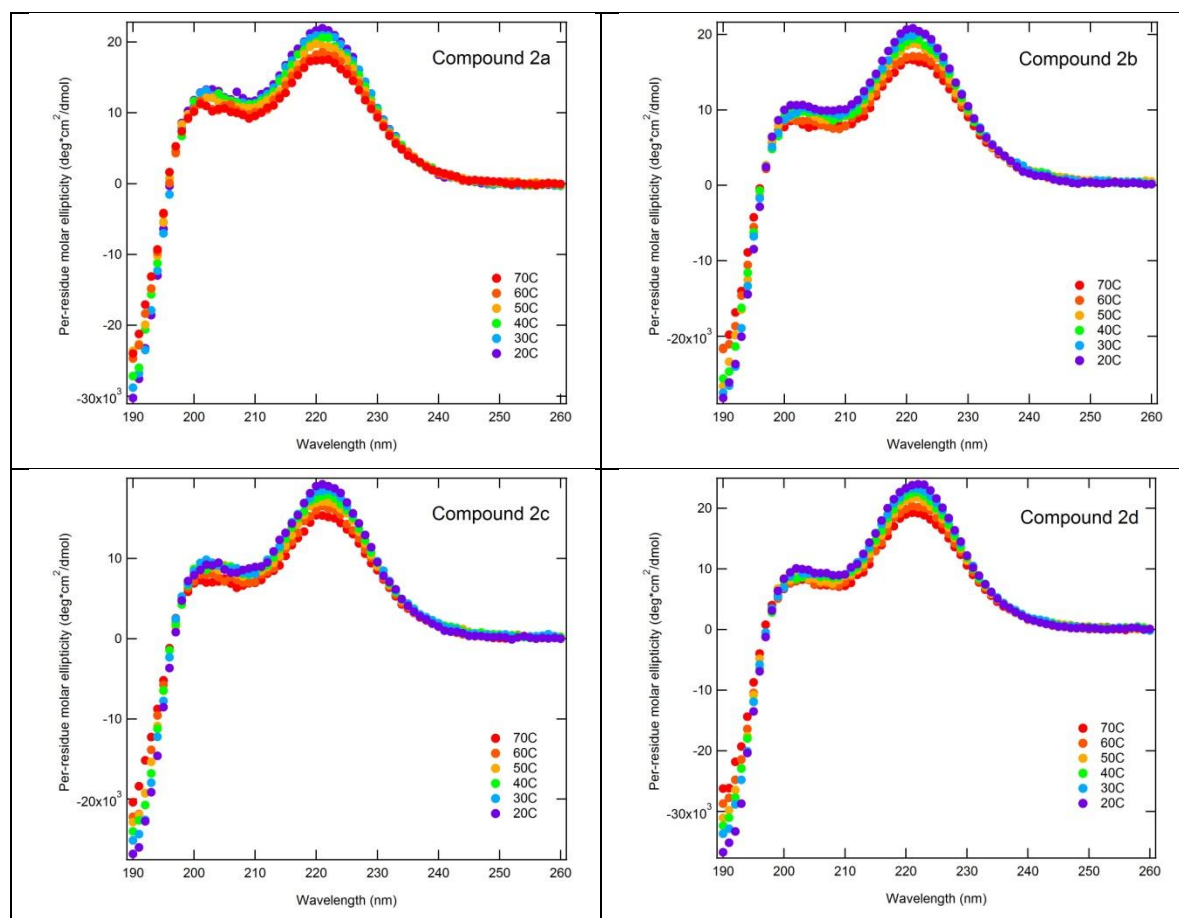 Compound 2a
Per-residue molar ellipticity (deg*cm²/dmol)
20
10
0
-10
-20
-30x10³
70C
60C
50C
40C
30C
20C
190 200 210 220 230 240 250 260
Wavelength (nm)
Compound 2b
Per-residue molar ellipticity (deg*cm²/dmol)
20
10
0
-10
-20x10³
70C
60C
50C
40C
30C
20C
190 200 210 220 230 240 250 260
Wavelength (nm)
Compound 2c
Per-residue molar ellipticity (deg*cm²/dmol)
10
0
-10
-20x10³
70C
60C
50C
40C
30C
20C
190 200 210 220 230 240 250 260
Wavelength (nm)
Compound 2d
Per-residue molar ellipticity (deg*cm²/dmol)
20
10
0
-10
-20
-30x10³
70C
60C
50C
40C
30C
20C
190 200 210 220 230 240 250 260
Wavelength (nm)